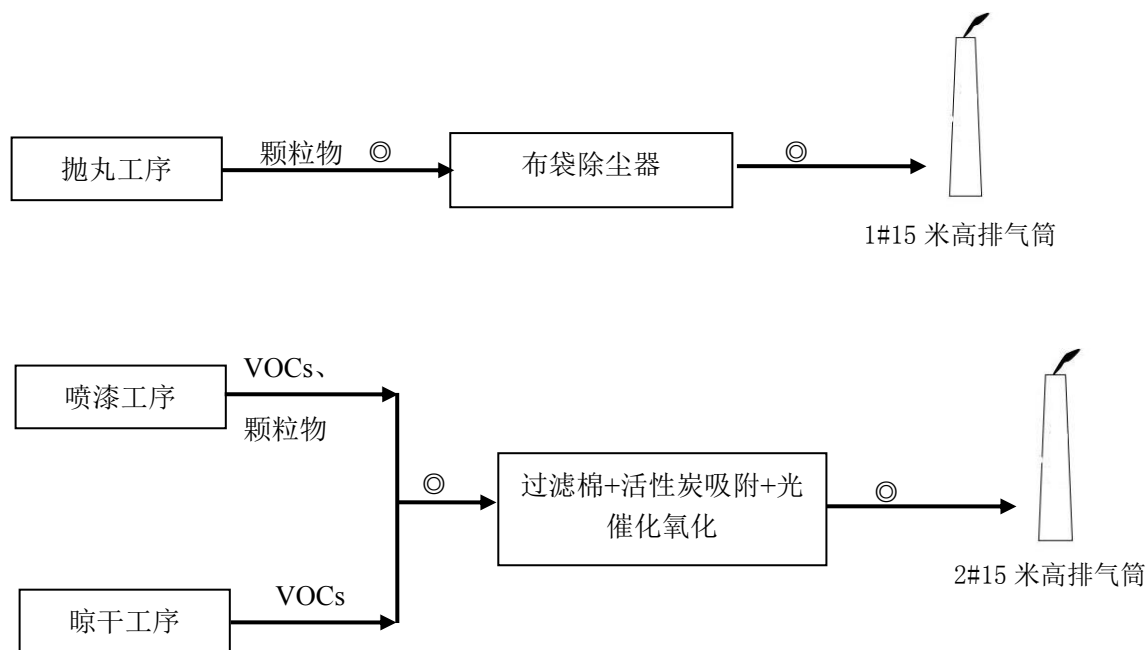 抛丸工序
颗粒物 ◎
布袋除尘器
◎
1#15 米高排气筒
喷漆工序
VOCs、
颗粒物
◎
过滤棉+活性炭吸附+光
催化氧化
◎
2#15 米高排气筒
晾干工序
VOCs